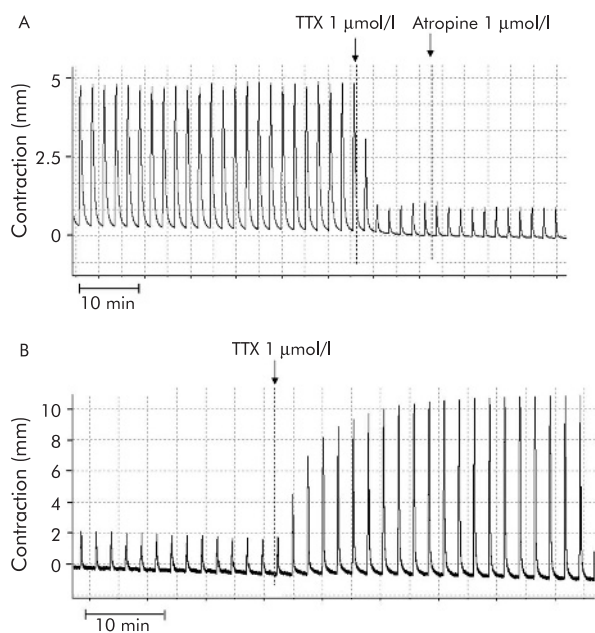 A
TTX 1 μmol/l Atropine 1 μmol/l
5
2.5
0
Contraction (mm)
10 min
B
TTX 1 μmol/l
10
8
6
4
2
0
Contraction (mm)
10 min